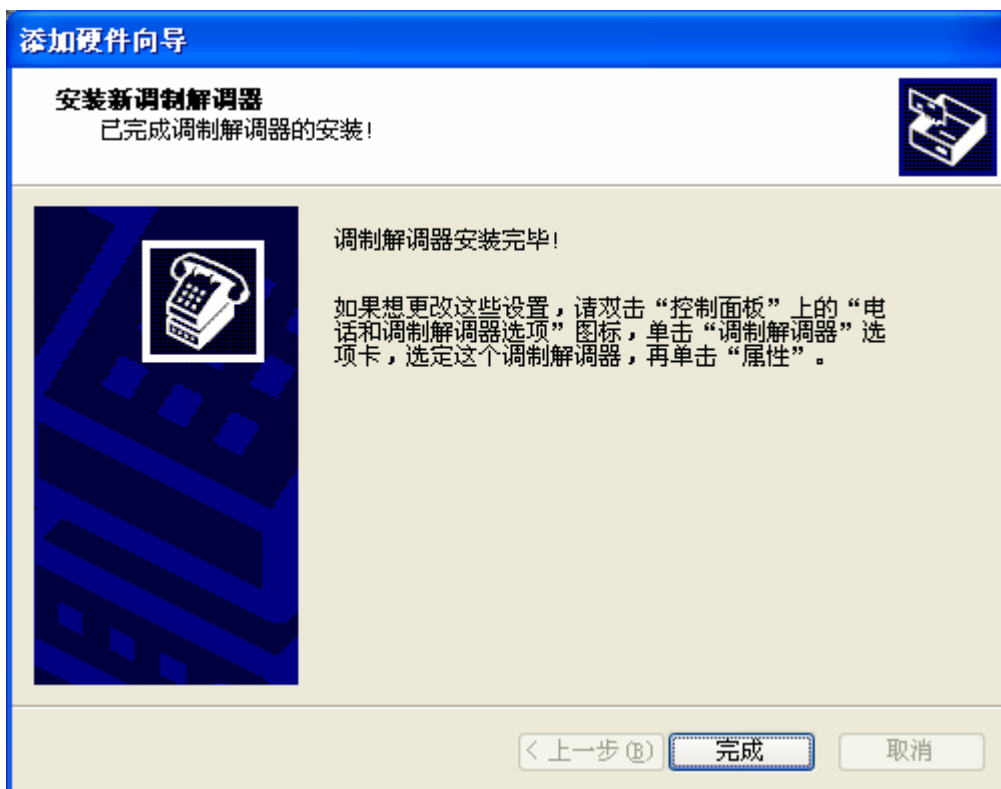 添加硬件向导
安装新调制解调器
已完成调制解调器的安装!
调制解调器安装完毕!
如果想更改这些设置，请双击“控制面板”上的“电
话和调制解调器选项”图标，单击“调制解调器”选
项卡，选定这个调制解调器，再单击“属性”。
< 上一步(B)
完成
取消